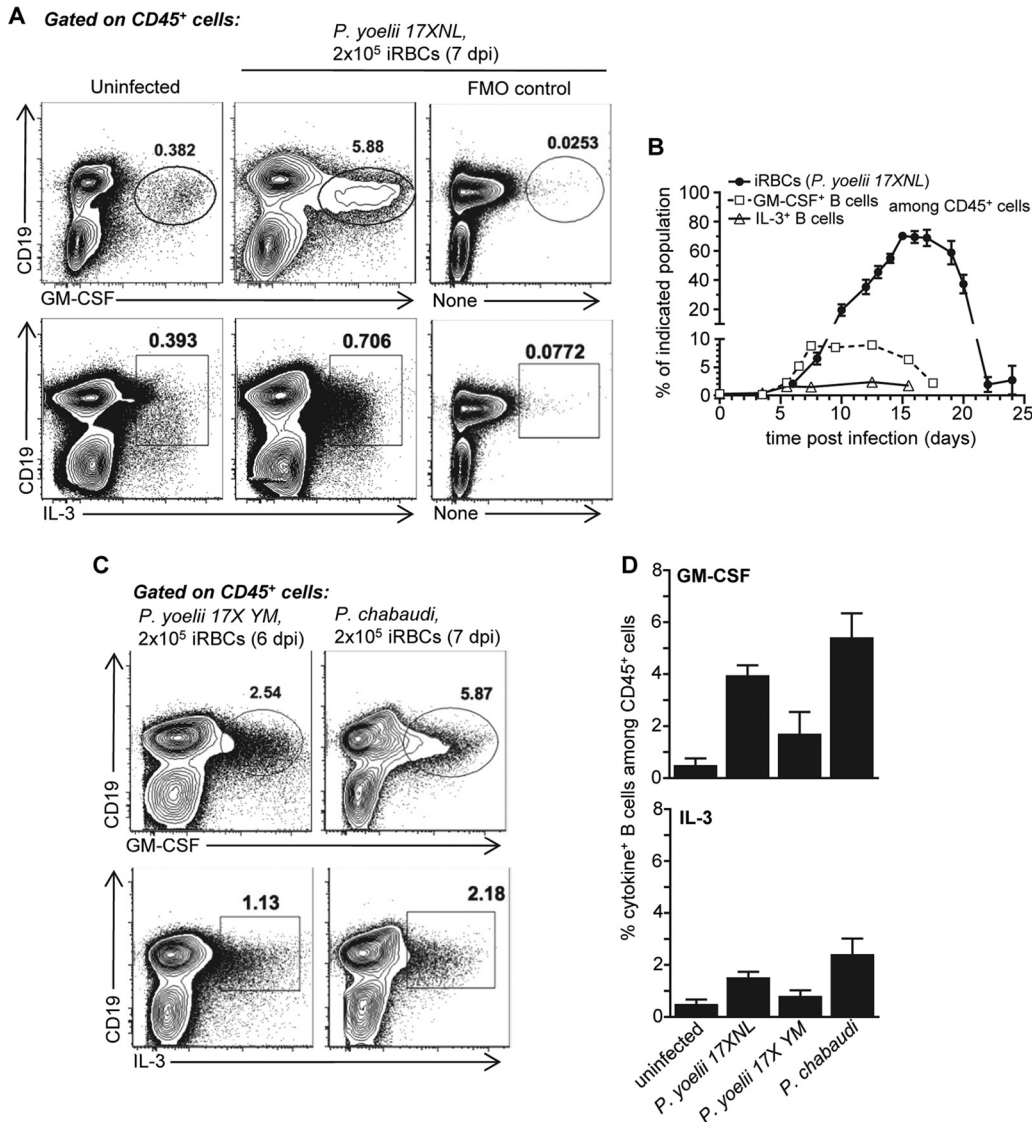 A Gated on CD45⁺ cells:
P. yoelii 17XNL,
2x10⁵ iRBCs (7 dpi)
Uninfected
FMO control
0.382
5.88
0.0253
CD19
GM-CSF
None
0.393
0.706
0.0772
CD19
IL-3
None
B
iRBCs (P. yoelii 17XNL)
GM-CSF⁺ B cells
IL-3⁺ B cells
among CD45⁺ cells
% of indicated population
100
80
60
40
20
10
5
0
0 5 10 15 20 25
time post infection (days)
C
Gated on CD45⁺ cells:
P. yoelii 17X YM,
2x10⁵ iRBCs (6 dpi)
P. chabaudi,
2x10⁵ iRBCs (7 dpi)
2.54
5.87
CD19
GM-CSF
1.13
2.18
CD19
IL-3
D
% cytokine⁺ B cells among CD45⁺ cells
GM-CSF
8
6
4
2
0
IL-3
8
6
4
2
0
uninfected
P. yoelii 17XNL
P. yoelii 17X YM
P. chabaudi